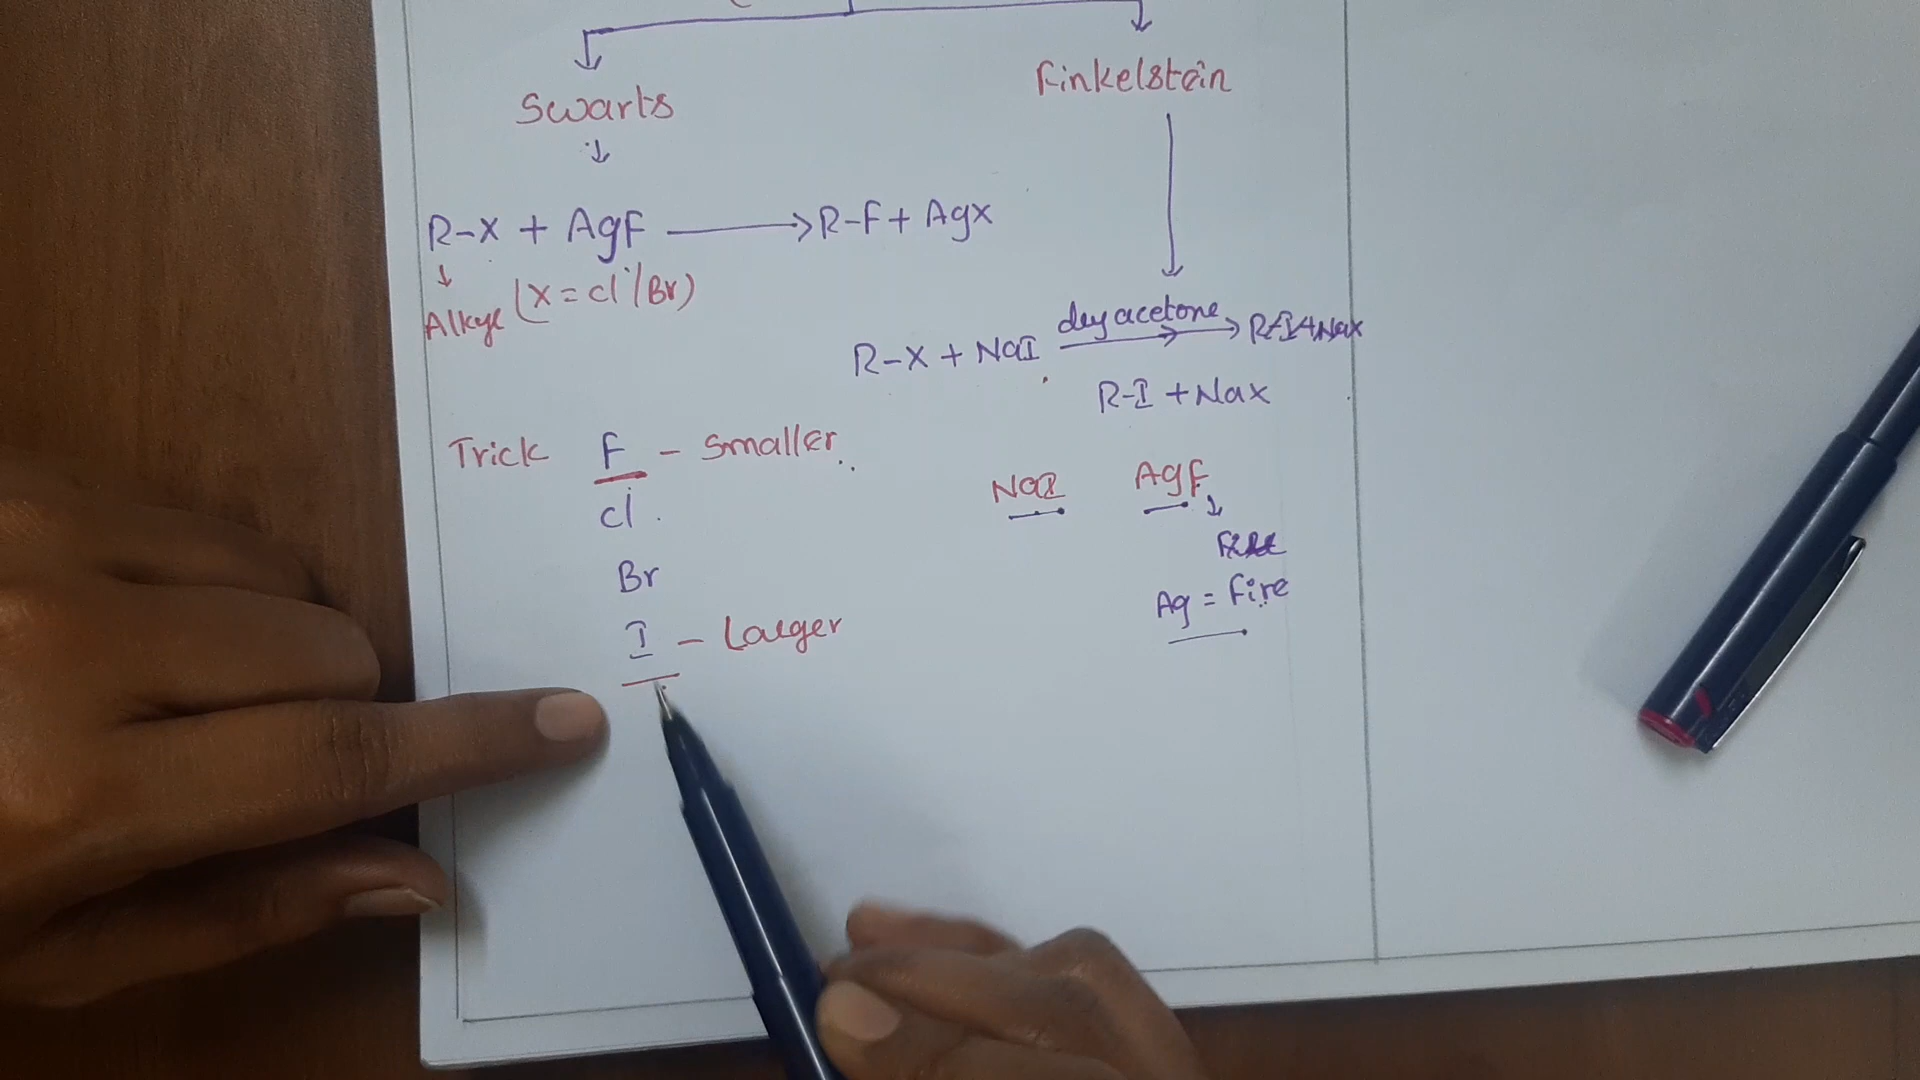 Swarts
Finkelstein
R-X + AgF → R-F + Agx
Alkyl (X = Cl/Br)
R-X + NaI dry acetone → R-I + Nax
R-I + Nax
Trick F - Smaller
Cl
Br
I - Larger
NaI AgF
Ag = Fire